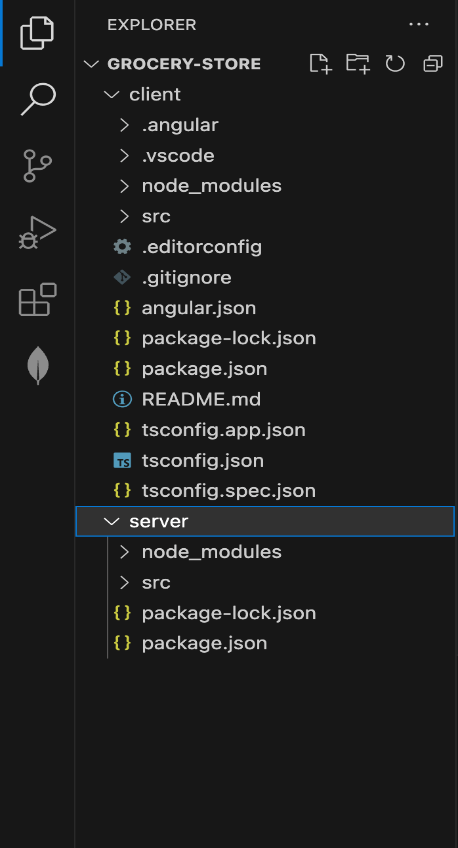 EXPLORER
GROCERY-STORE
client
.angular
.vscode
node_modules
src
.editorconfig
.gitignore
angular.json
package-lock.json
package.json
README.md
tsconfig.app.json
tsconfig.json
tsconfig.spec.json
server
node_modules
src
package-lock.json
package.json